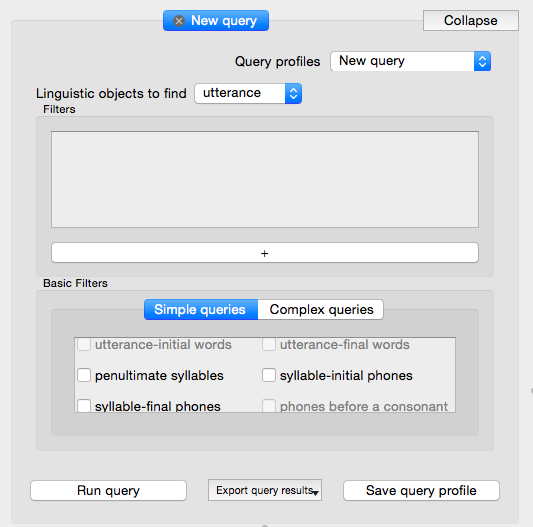 New query
Collapse
Query profiles New query
Linguistic objects to find utterance
Filters
+
Basic Filters
Simple queries Complex queries
utterance-initial words utterance-final words
penultimate syllables syllable-initial phones
syllable-final phones phones before a consonant
Run query Export query results Save query profile